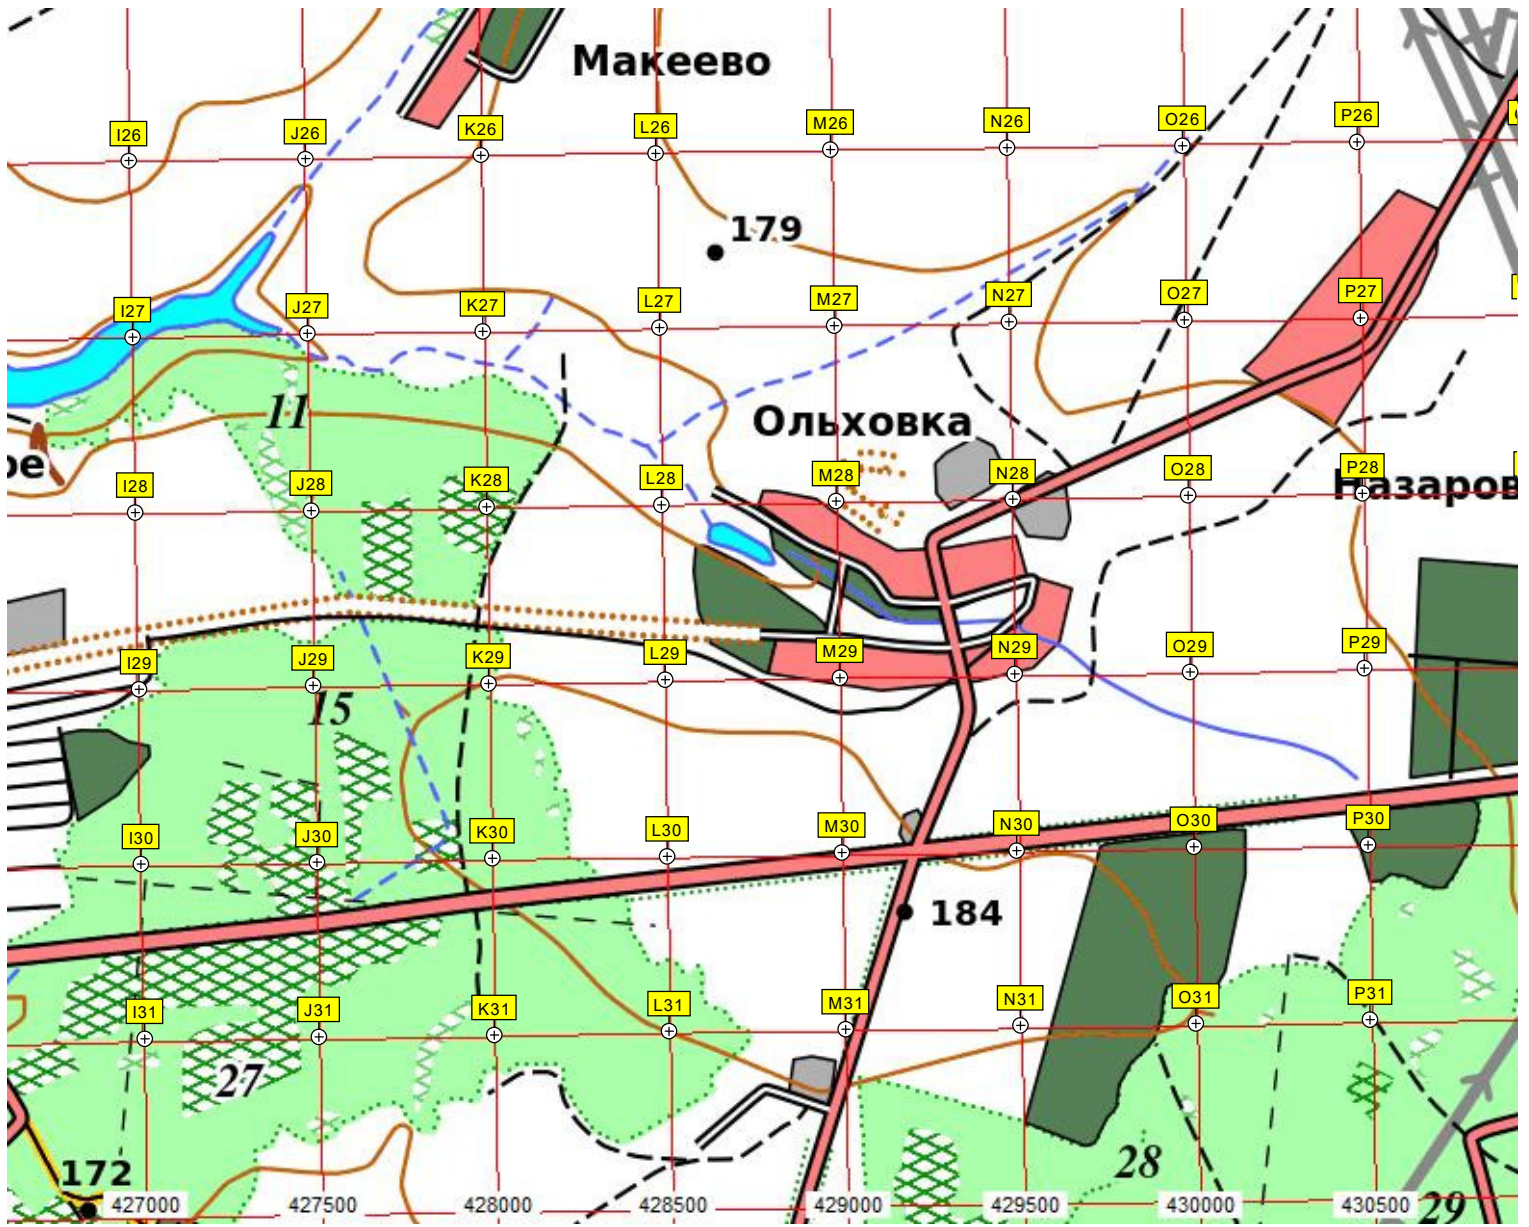 Макеево
I26 J26 K26 L26 M26 N26 O26 P26
179
I27 J27 K27 L27 M27 N27 O27 P27
11
Ольховка
ое
I28 J28 K28 L28 M28 N28 O28 P28
Назаров
I29 J29 K29 L29 M29 N29 O29 P29
15
I30 J30 K30 L30 M30 N30 O30 P30
184
I31 J31 K31 L31 M31 N31 O31 P31
27
28
172
427000 427500 428000 428500 429000 429500 430000 430500
29